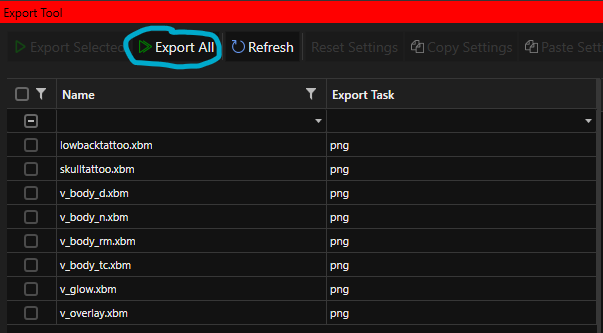 Export Tool
Export Selected Export All Refresh Reset Settings Copy Settings Paste Sett
Name Export Task
lowbacktattoo.xbm png
skulltattoo.xbm png
v_body_d.xbm png
v_body_n.xbm png
v_body_rm.xbm png
v_body_tc.xbm png
v_glow.xbm png
v_overlay.xbm png